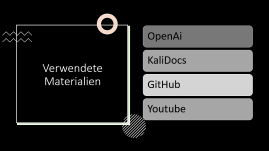 Verwendete
Materialien
OpenAi
KaliDocs
GitHub
Youtube